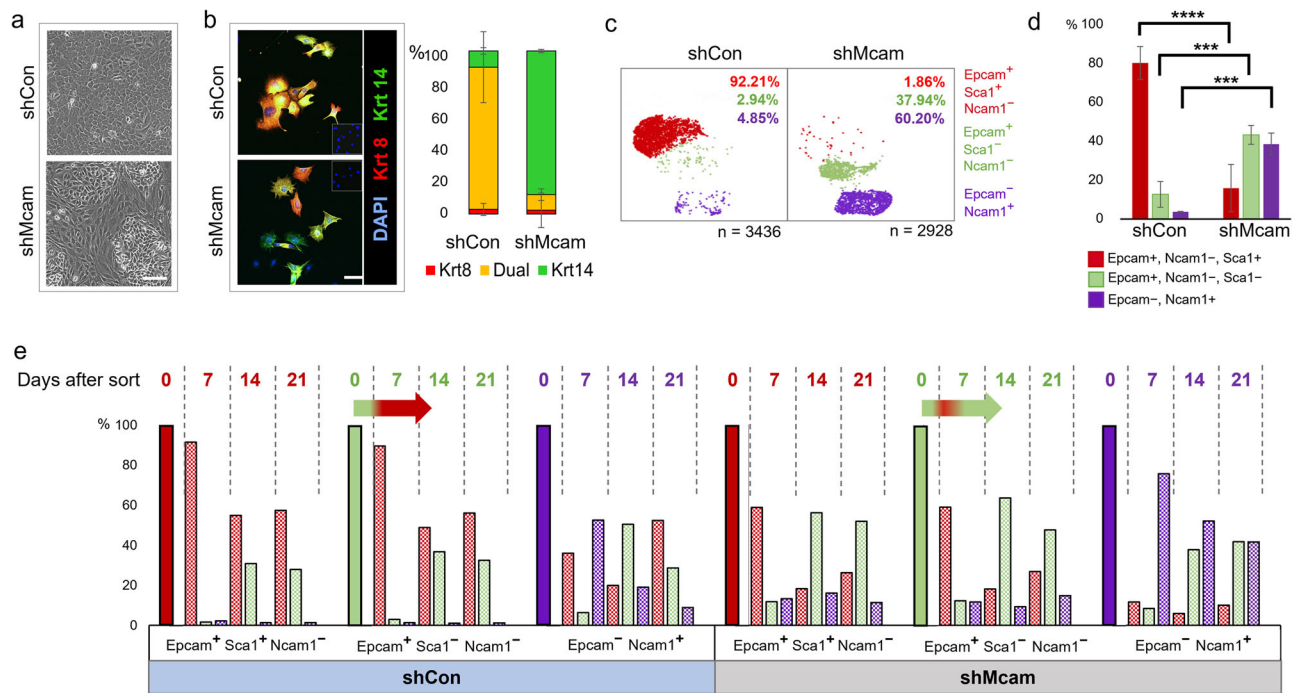 a
shCon
shMcam
b
shCon
shMcam
DAPI Krt 8 Krt 14
%
100
80
60
40
20
0
shCon shMcam
Krt8 Dual Krt14
c
shCon shMcam
92.21%
2.94%
4.85%
1.86%
37.94%
60.20%
Epcam+
Sca1+
Ncam1−
Epcam+
Sca1−
Ncam1−
Epcam−
Ncam1+
n = 3436 n = 2928
d
% 100
80
60
40
20
0
****
***
***
shCon shMcam
Epcam+, Ncam1−, Sca1+
Epcam+, Ncam1−, Sca1−
Epcam−, Ncam1+
e
Days after sort 0 7 14 21 0 7 14 21 0 7 14 21 0 7 14 21 0 7 14 21 0 7 14 21
% 100
80
60
40
20
0
Epcam+ Sca1+ Ncam1− Epcam+ Sca1− Ncam1− Epcam− Ncam1+ Epcam+ Sca1+ Ncam1− Epcam+ Sca1− Ncam1− Epcam− Ncam1+
shCon shMcam